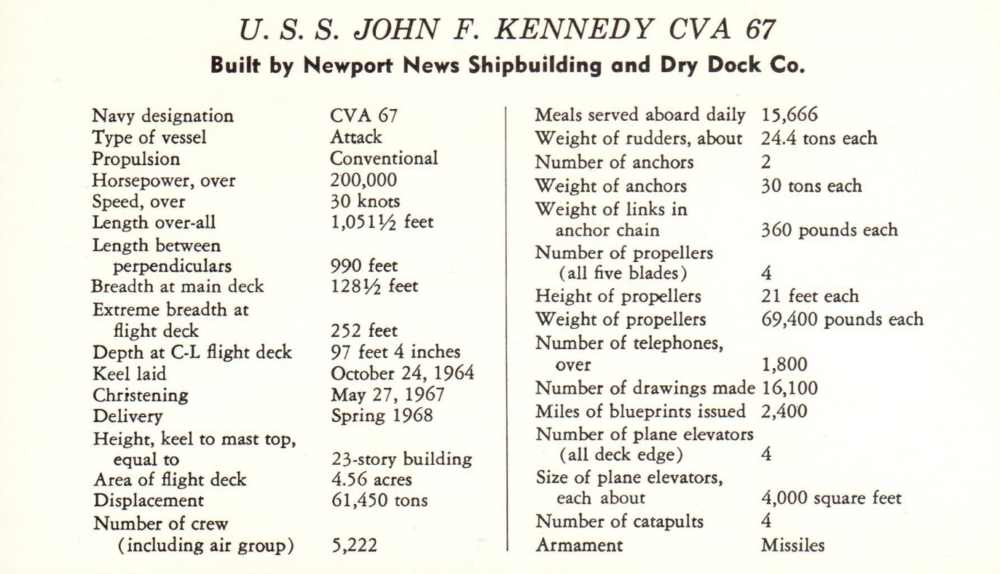 U. S. S. JOHN F. KENNEDY CVA 67
Built by Newport News Shipbuilding and Dry Dock Co.
Navy designation CVA 67
Type of vessel Attack
Propulsion Conventional
Horsepower, over 200,000
Speed, over 30 knots
Length over-all 1,051½ feet
Length between
perpendiculars 990 feet
Breadth at main deck 128½ feet
Extreme breadth at
flight deck 252 feet
Depth at C-L flight deck 97 feet 4 inches
Keel laid October 24, 1964
Christening May 27, 1967
Delivery Spring 1968
Height, keel to mast top,
equal to 23-story building
Area of flight deck 4.56 acres
Displacement 61,450 tons
Number of crew
(including air group) 5,222
Meals served aboard daily 15,666
Weight of rudders, about 24.4 tons each
Number of anchors 2
Weight of anchors 30 tons each
Weight of links in
anchor chain 360 pounds each
Number of propellers
(all five blades) 4
Height of propellers 21 feet each
Weight of propellers 69,400 pounds each
Number of telephones,
over 1,800
Number of drawings made 16,100
Miles of blueprints issued 2,400
Number of plane elevators
(all deck edge) 4
Size of plane elevators,
each about 4,000 square feet
Number of catapults 4
Armament Missiles